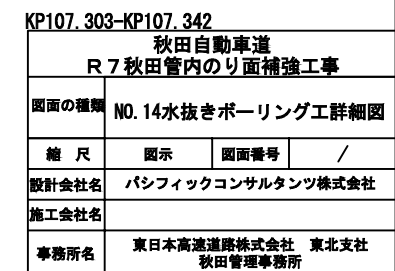 KP107.303-KP107.342
秋田自動車道
R7秋田管内のり面補強工事
図面の種類 NO.14水抜きボーリング工詳細図
縮 尺 図示 図面番号 /
設計会社名 パシフィックコンサルタンツ株式会社
施工会社名
事務所名 東日本高速道路株式会社 東北支社
秋田管理事務所